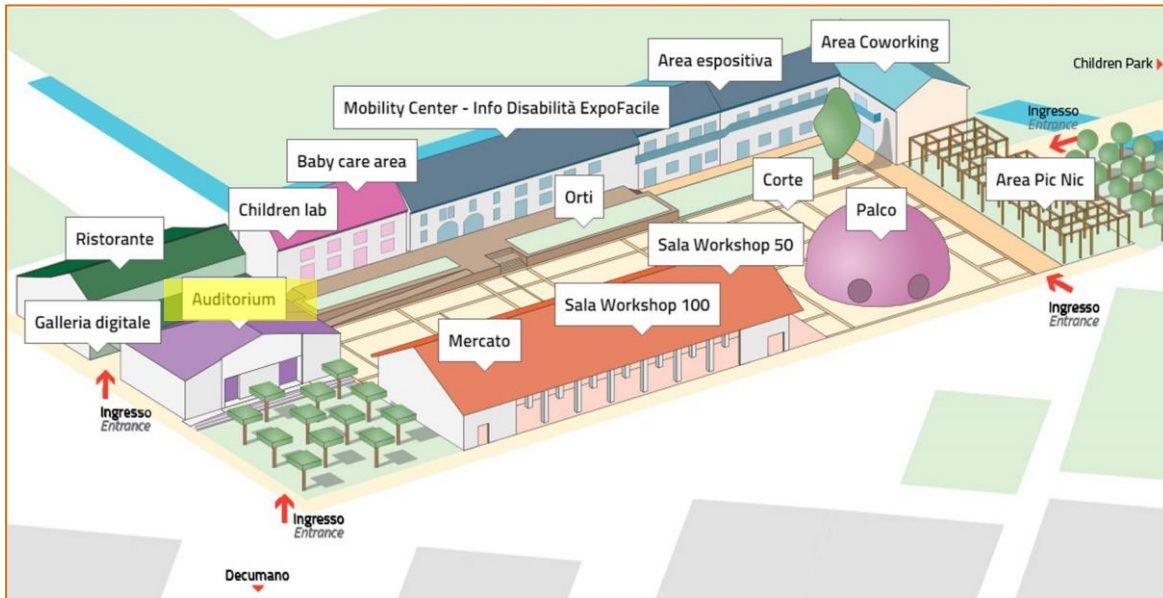 Area Coworking
Area espositiva
Children Park
Mobility Center - Info Disabilità ExpoFacile
Ingresso
Entrance
Baby care area
Area Pic Nic
Corte
Orti
Children lab
Palco
Ristorante
Sala Workshop 50
Auditorium
Sala Workshop 100
Galleria digitale
Ingresso
Entrance
Mercato
Ingresso
Entrance
Ingresso
Entrance
Decumano